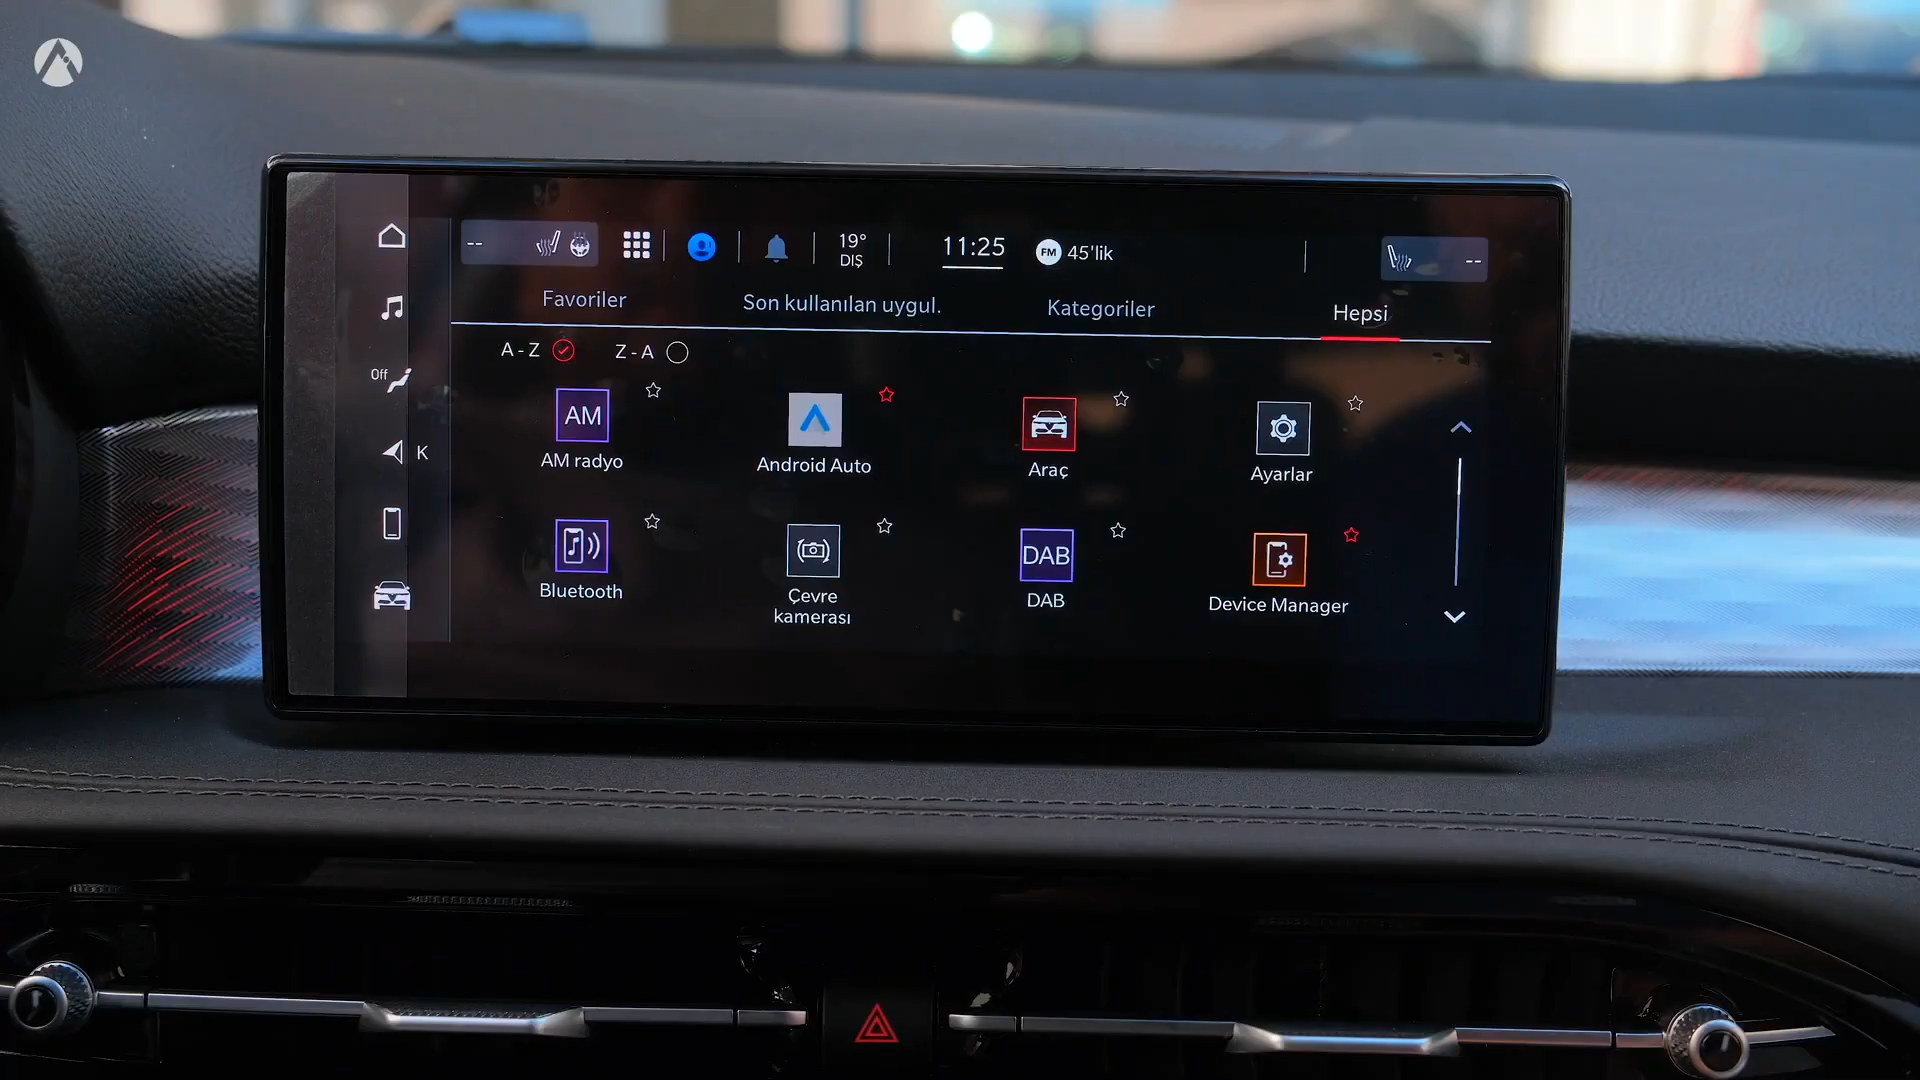 -- 19° 11:25 FM 45'lik --
DIŞ
Favoriler Son kullanılan uygul. Kategoriler Hepsi
A - Z Z - A
Off
K
AM
AM radyo Android Auto Araç Ayarlar
DAB
Bluetooth Çevre kamerası DAB Device Manager